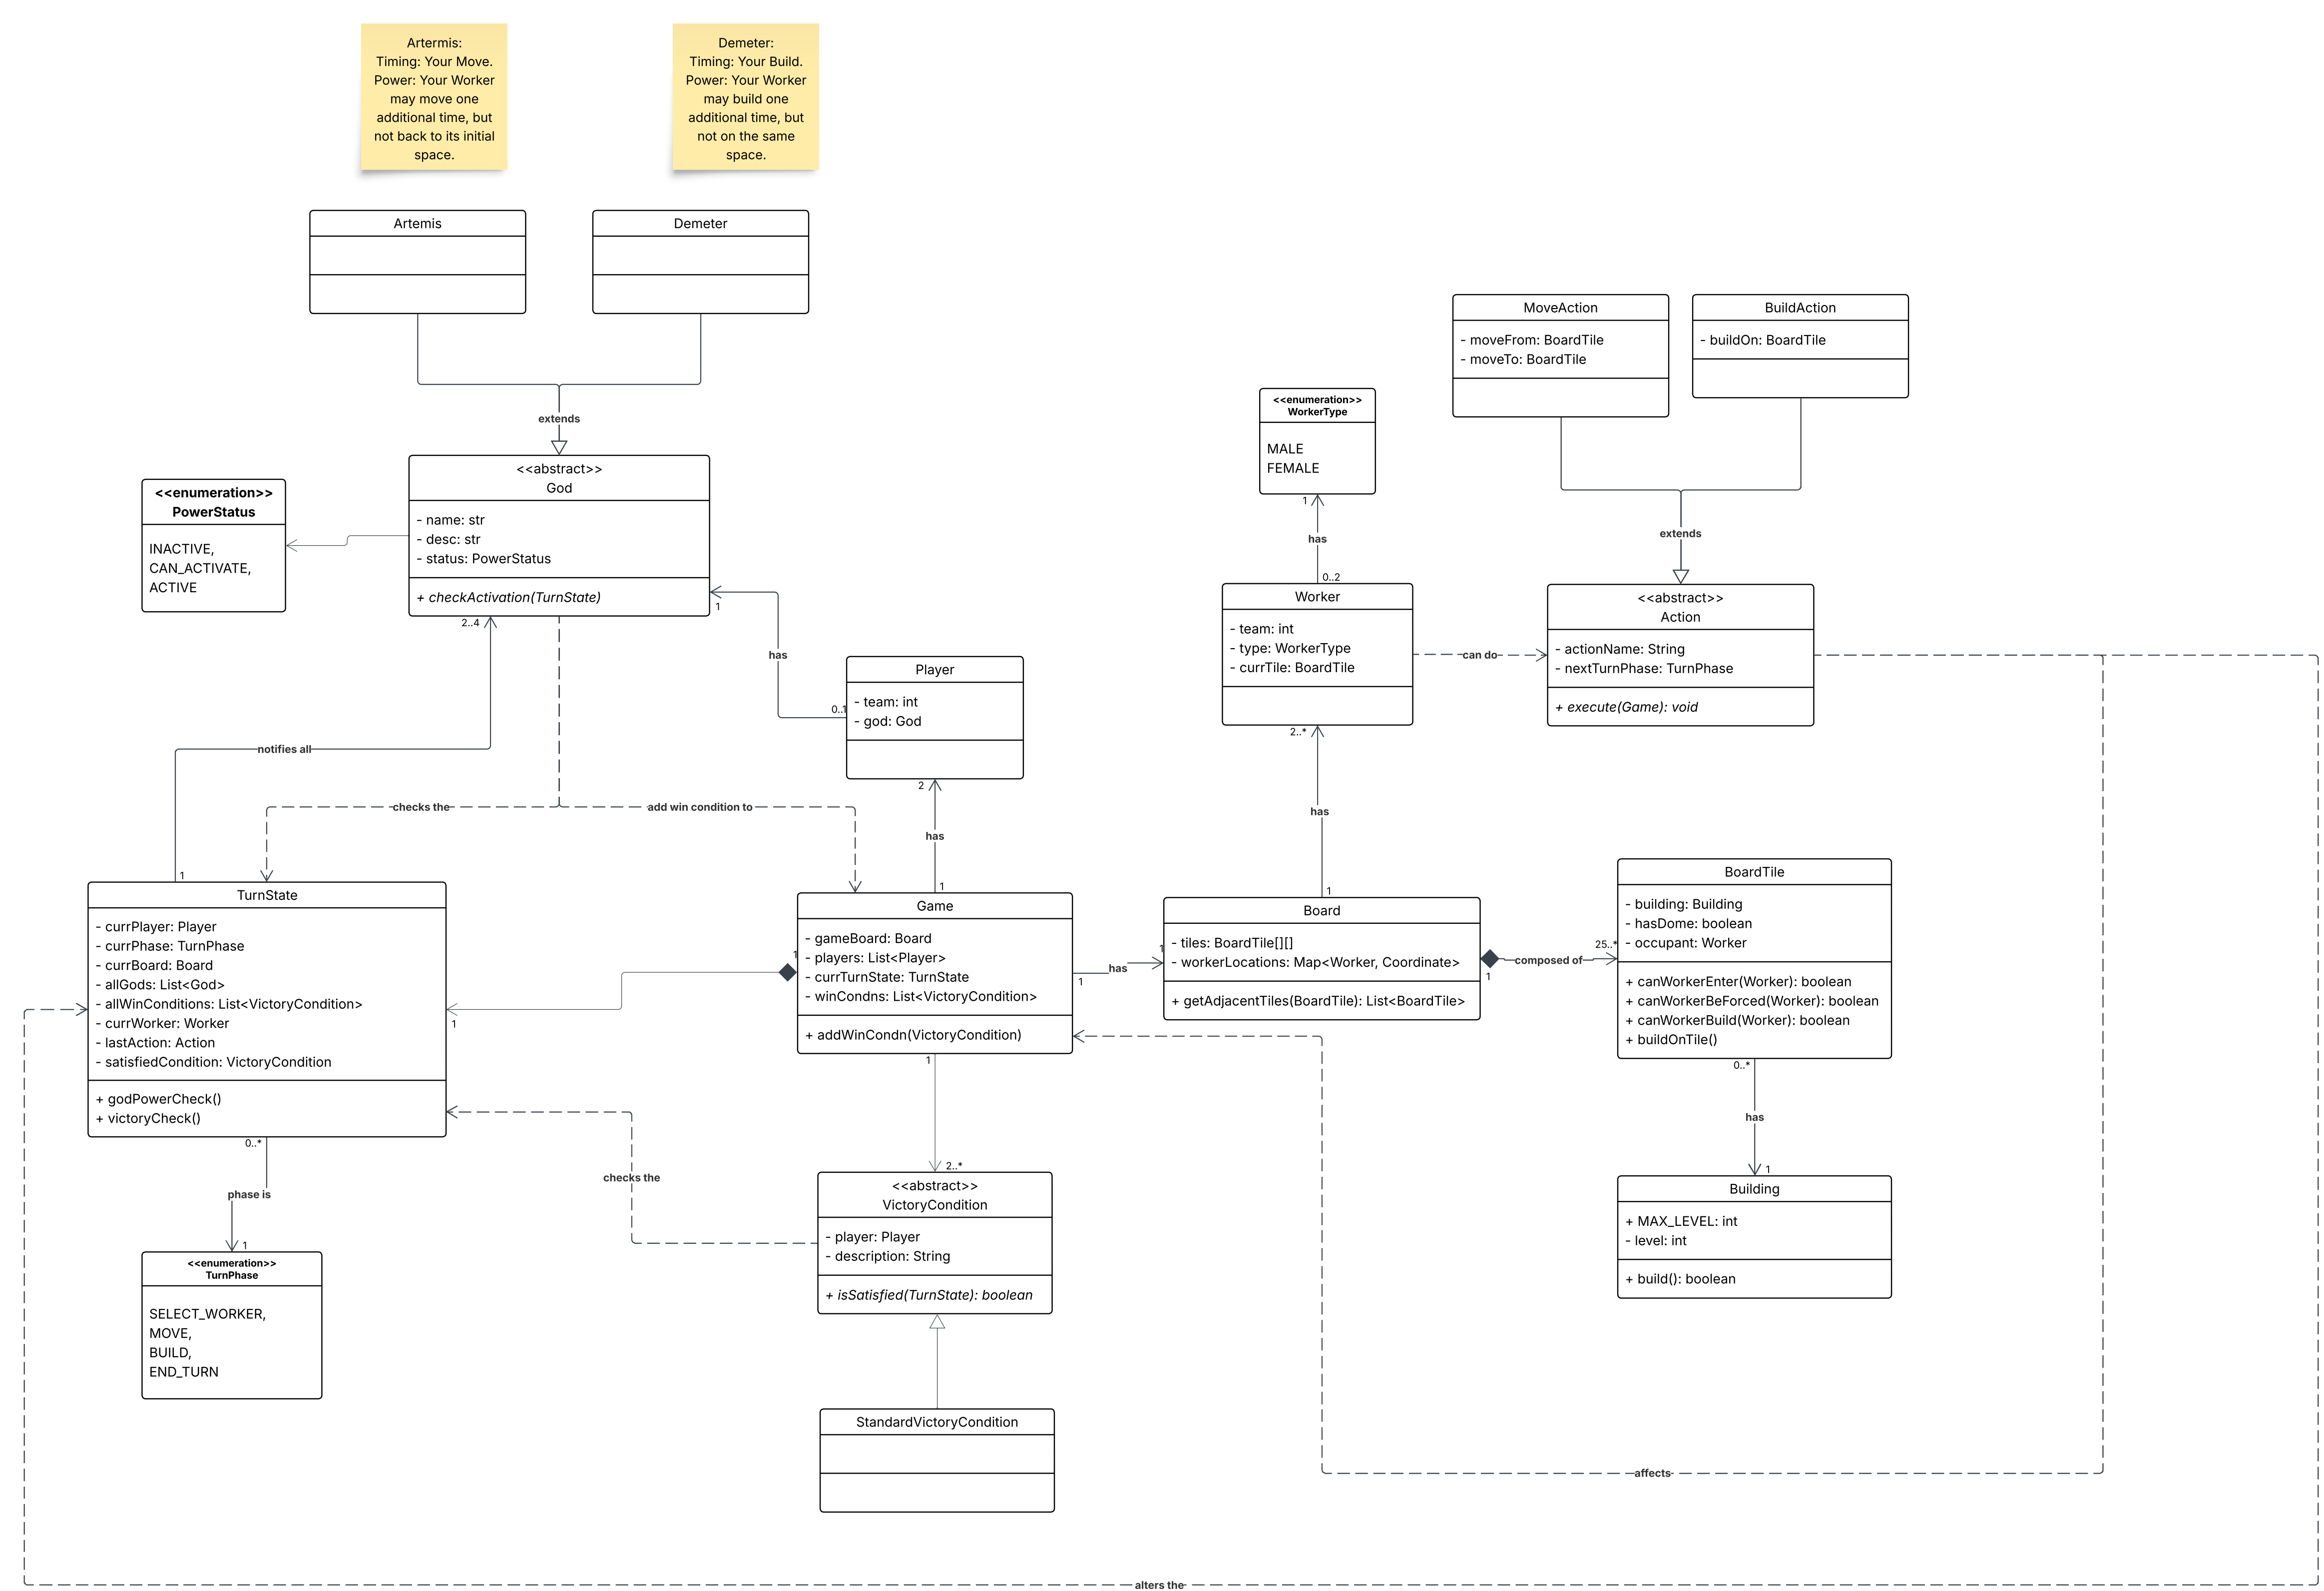 Artermis:
Timing: Your Move.
Power: Your Worker
may move one
additional time, but
not back to its initial
space.
Demeter:
Timing: Your Build.
Power: Your Worker
may build one
additional time, but
not on the same
space.
Artemis
Demeter
extends
<<abstract>>
God
- name: str
- desc: str
- status: PowerStatus
+ checkActivation(TurnState)
<<enumeration>>
PowerStatus
INACTIVE,
CAN_ACTIVATE,
ACTIVE
2..4
1
has
0..1
Player
- team: int
- god: God
notifies all
1
checks the
add win condition to
2
has
1
TurnState
- currPlayer: Player
- currPhase: TurnPhase
- currBoard: Board
- allGods: List<God>
- allWinConditions: List<VictoryCondition>
- currWorker: Worker
- lastAction: Action
- satisfiedCondition: VictoryCondition
+ godPowerCheck()
+ victoryCheck()
1
0..*
phase is
1
<<enumeration>>
TurnPhase
SELECT_WORKER,
MOVE,
BUILD,
END_TURN
Game
- gameBoard: Board
- players: List<Player>
- currTurnState: TurnState
- winCondns: List<VictoryCondition>
+ addWinCondn(VictoryCondition)
1
1
has
1
1
2..*
checks the
<<abstract>>
VictoryCondition
- player: Player
- description: String
+ isSatisfied(TurnState): boolean
StandardVictoryCondition
MoveAction
- moveFrom: BoardTile
- moveTo: BoardTile
BuildAction
- buildOn: BoardTile
extends
<<enumeration>>
WorkerType
MALE
FEMALE
1
has
0..2
Worker
- team: int
- type: WorkerType
- currTile: BoardTile
can do
<<abstract>>
Action
- actionName: String
- nextTurnPhase: TurnPhase
+ execute(Game): void
2..*
has
1
Board
- tiles: BoardTile[][]
- workerLocations: Map<Worker, Coordinate>
+ getAdjacentTiles(BoardTile): List<BoardTile>
1
composed of
25..*
BoardTile
- building: Building
- hasDome: boolean
- occupant: Worker
+ canWorkerEnter(Worker): boolean
+ canWorkerBeForced(Worker): boolean
+ canWorkerBuild(Worker): boolean
+ buildOnTile()
0..*
has
1
Building
+ MAX_LEVEL: int
- level: int
+ build(): boolean
affects
alters the